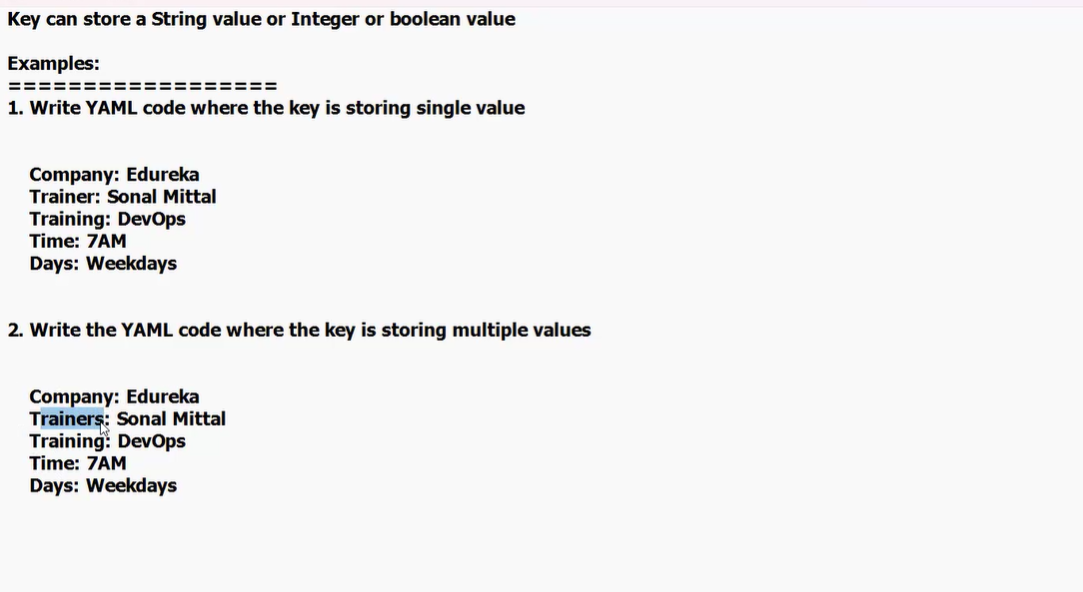 Key can store a String value or Integer or boolean value
Examples:
==================
1. Write YAML code where the key is storing single value
Company: Edureka
Trainer: Sonal Mittal
Training: DevOps
Time: 7AM
Days: Weekdays
2. Write the YAML code where the key is storing multiple values
Company: Edureka
Trainers: Sonal Mittal
Training: DevOps
Time: 7AM
Days: Weekdays